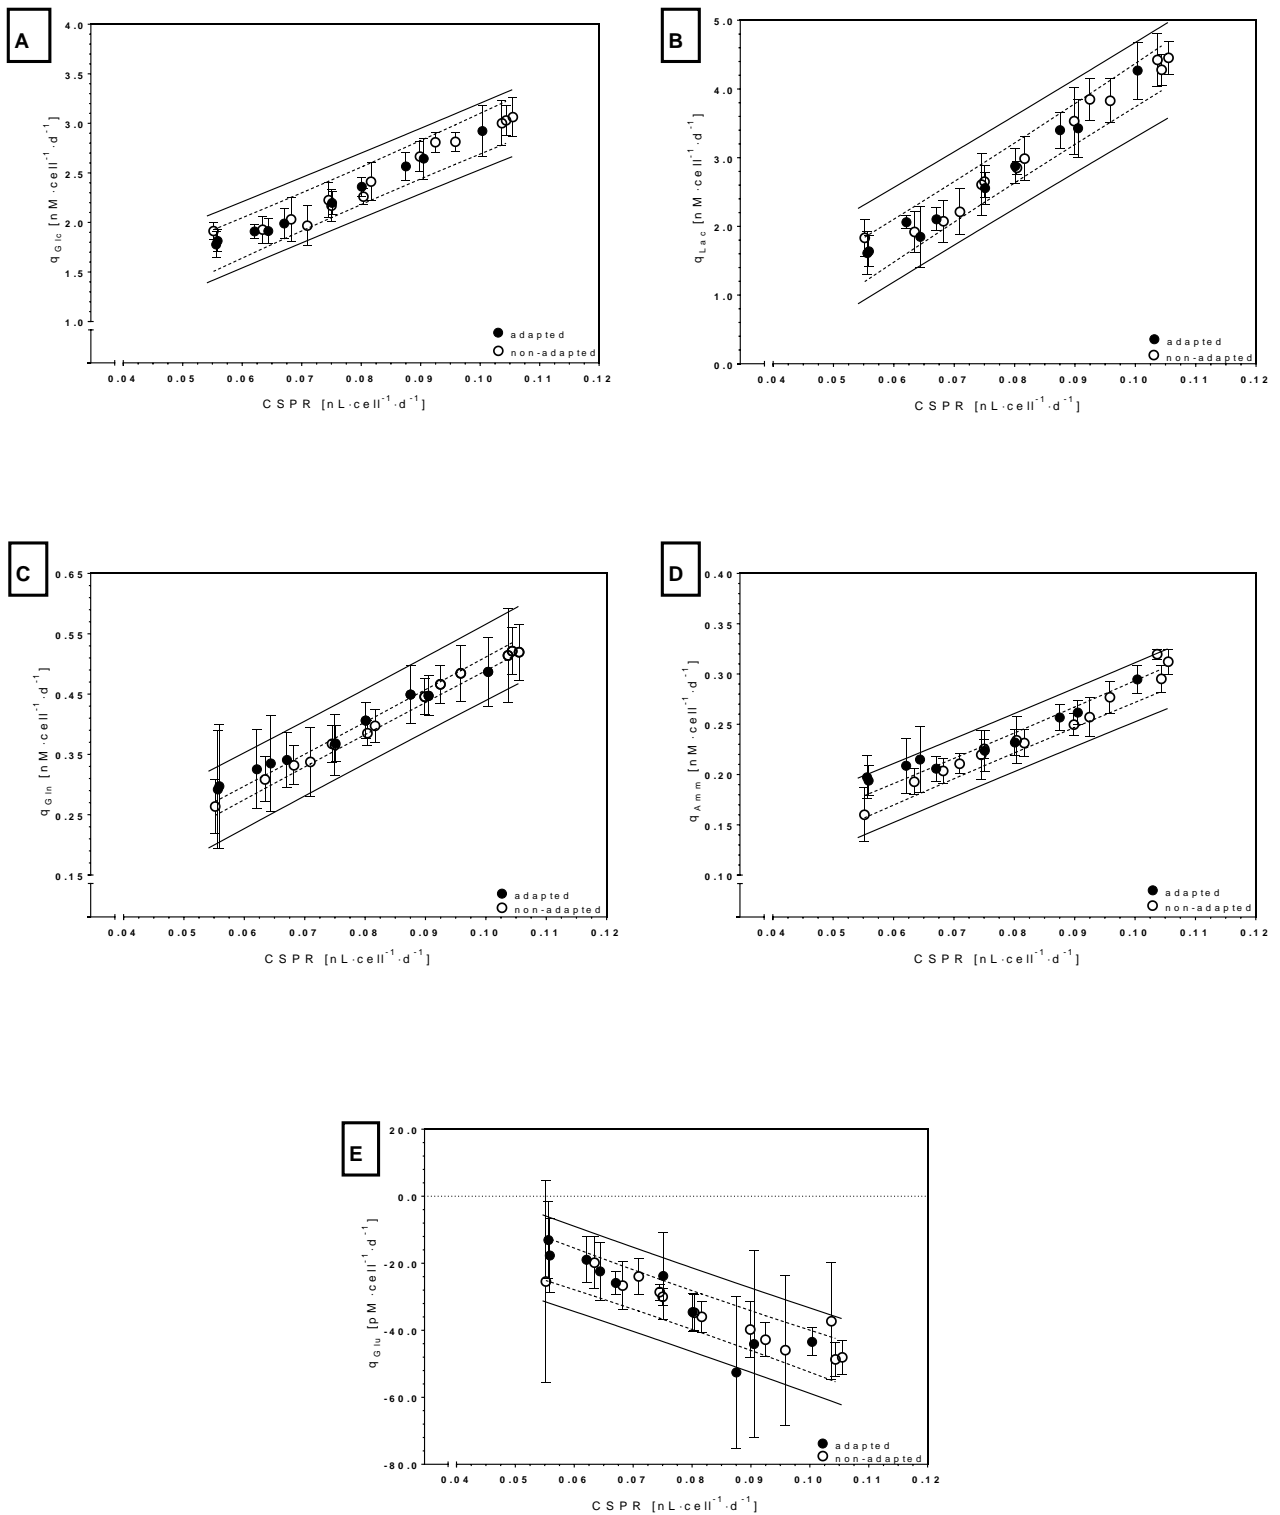 A
4.0
3.5
3.0
2.5
2.0
1.5
1.0
q Glc [nM·cell⁻¹·d⁻¹]
adapted
non-adapted
0.04 0.05 0.06 0.07 0.08 0.09 0.10 0.11 0.12
CSPR [nL·cell⁻¹·d⁻¹]
B
5.0
4.0
3.0
2.0
1.0
0.0
q Lac [nM·cell⁻¹·d⁻¹]
adapted
non-adapted
0.04 0.05 0.06 0.07 0.08 0.09 0.10 0.11 0.12
CSPR [nL·cell⁻¹·d⁻¹]
C
0.65
0.55
0.45
0.35
0.25
0.15
q Gln [nM·cell⁻¹·d⁻¹]
adapted
non-adapted
0.04 0.05 0.06 0.07 0.08 0.09 0.10 0.11 0.12
CSPR [nL·cell⁻¹·d⁻¹]
D
0.40
0.35
0.30
0.25
0.20
0.15
0.10
q Amm [nM·cell⁻¹·d⁻¹]
adapted
non-adapted
0.04 0.05 0.06 0.07 0.08 0.09 0.10 0.11 0.12
CSPR [nL·cell⁻¹·d⁻¹]
E
20.0
0.0
-20.0
-40.0
-60.0
-80.0
q Glu [pM·cell⁻¹·d⁻¹]
adapted
non-adapted
0.04 0.05 0.06 0.07 0.08 0.09 0.10 0.11 0.12
CSPR [nL·cell⁻¹·d⁻¹]